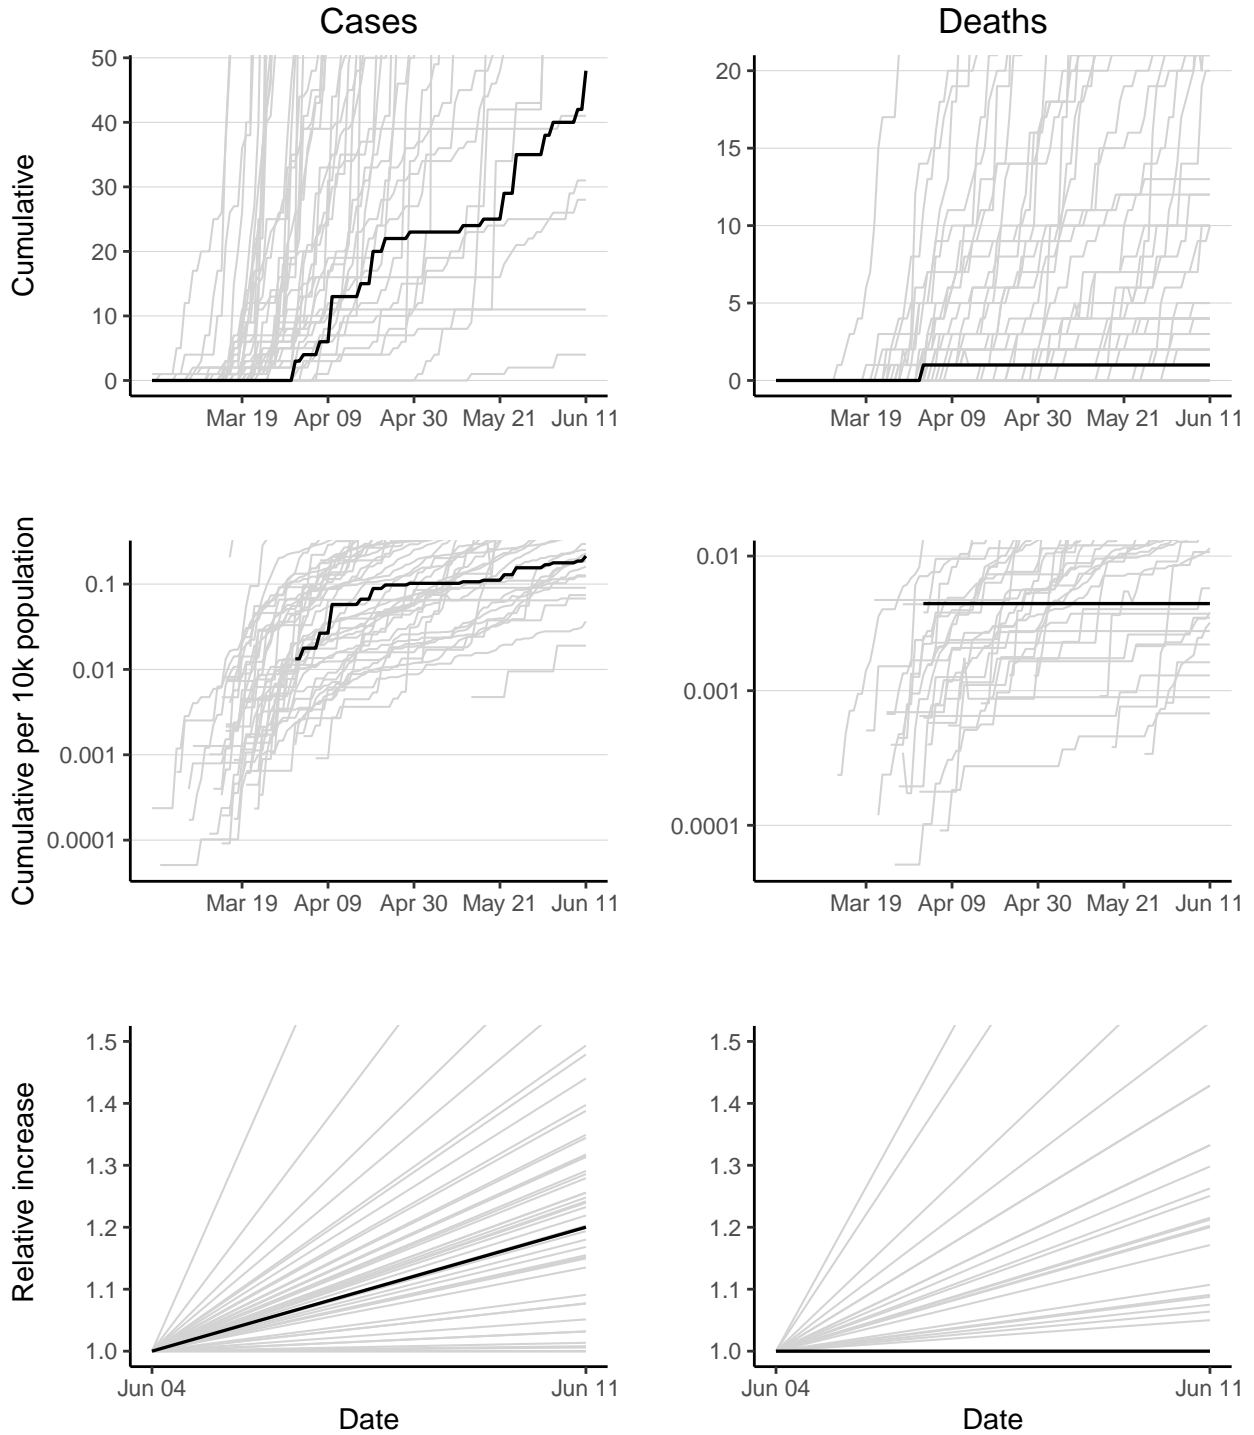 Cases
Deaths
Cumulative
50
40
30
20
10
0
Mar 19 Apr 09 Apr 30 May 21 Jun 11
20
15
10
5
0
Mar 19 Apr 09 Apr 30 May 21 Jun 11
Cumulative per 10k population
0.1
0.01
0.001
0.0001
Mar 19 Apr 09 Apr 30 May 21 Jun 11
0.01
0.001
0.0001
Mar 19 Apr 09 Apr 30 May 21 Jun 11
Relative increase
1.5
1.4
1.3
1.2
1.1
1.0
Jun 04 Jun 11
Date
1.5
1.4
1.3
1.2
1.1
1.0
Jun 04 Jun 11
Date